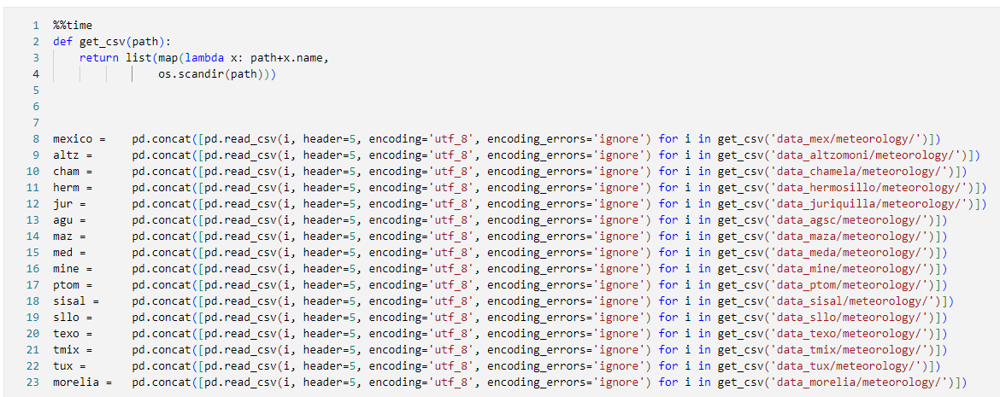 1 %%time
2 def get_csv(path):
3     return list(map(lambda x: path+x.name,
4                 os.scandir(path)))
5
6
7
8 mexico =    pd.concat([pd.read_csv(i, header=5, encoding='utf_8', encoding_errors='ignore') for i in get_csv('data_mex/meteorology/')])
9 altz =      pd.concat([pd.read_csv(i, header=5, encoding='utf_8', encoding_errors='ignore') for i in get_csv('data_altzomoni/meteorology/')])
10 cham =      pd.concat([pd.read_csv(i, header=5, encoding='utf_8', encoding_errors='ignore') for i in get_csv('data_chamela/meteorology/')])
11 herm =      pd.concat([pd.read_csv(i, header=5, encoding='utf_8', encoding_errors='ignore') for i in get_csv('data_hermosillo/meteorology/')])
12 jur =       pd.concat([pd.read_csv(i, header=5, encoding='utf_8', encoding_errors='ignore') for i in get_csv('data_juriquilla/meteorology/')])
13 agu =       pd.concat([pd.read_csv(i, header=5, encoding='utf_8', encoding_errors='ignore') for i in get_csv('data_agsc/meteorology/')])
14 maz =       pd.concat([pd.read_csv(i, header=5, encoding='utf_8', encoding_errors='ignore') for i in get_csv('data_maza/meteorology/')])
15 med =       pd.concat([pd.read_csv(i, header=5, encoding='utf_8', encoding_errors='ignore') for i in get_csv('data_meda/meteorology/')])
16 mine =      pd.concat([pd.read_csv(i, header=5, encoding='utf_8', encoding_errors='ignore') for i in get_csv('data_mine/meteorology/')])
17 ptom =      pd.concat([pd.read_csv(i, header=5, encoding='utf_8', encoding_errors='ignore') for i in get_csv('data_ptom/meteorology/')])
18 sisal =     pd.concat([pd.read_csv(i, header=5, encoding='utf_8', encoding_errors='ignore') for i in get_csv('data_sisal/meteorology/')])
19 sllo =      pd.concat([pd.read_csv(i, header=5, encoding='utf_8', encoding_errors='ignore') for i in get_csv('data_sllo/meteorology/')])
20 texo =      pd.concat([pd.read_csv(i, header=5, encoding='utf_8', encoding_errors='ignore') for i in get_csv('data_texo/meteorology/')])
21 tmix =      pd.concat([pd.read_csv(i, header=5, encoding='utf_8', encoding_errors='ignore') for i in get_csv('data_tmix/meteorology/')])
22 tux =       pd.concat([pd.read_csv(i, header=5, encoding='utf_8', encoding_errors='ignore') for i in get_csv('data_tux/meteorology/')])
23 morelia =   pd.concat([pd.read_csv(i, header=5, encoding='utf_8', encoding_errors='ignore') for i in get_csv('data_morelia/meteorology/')])